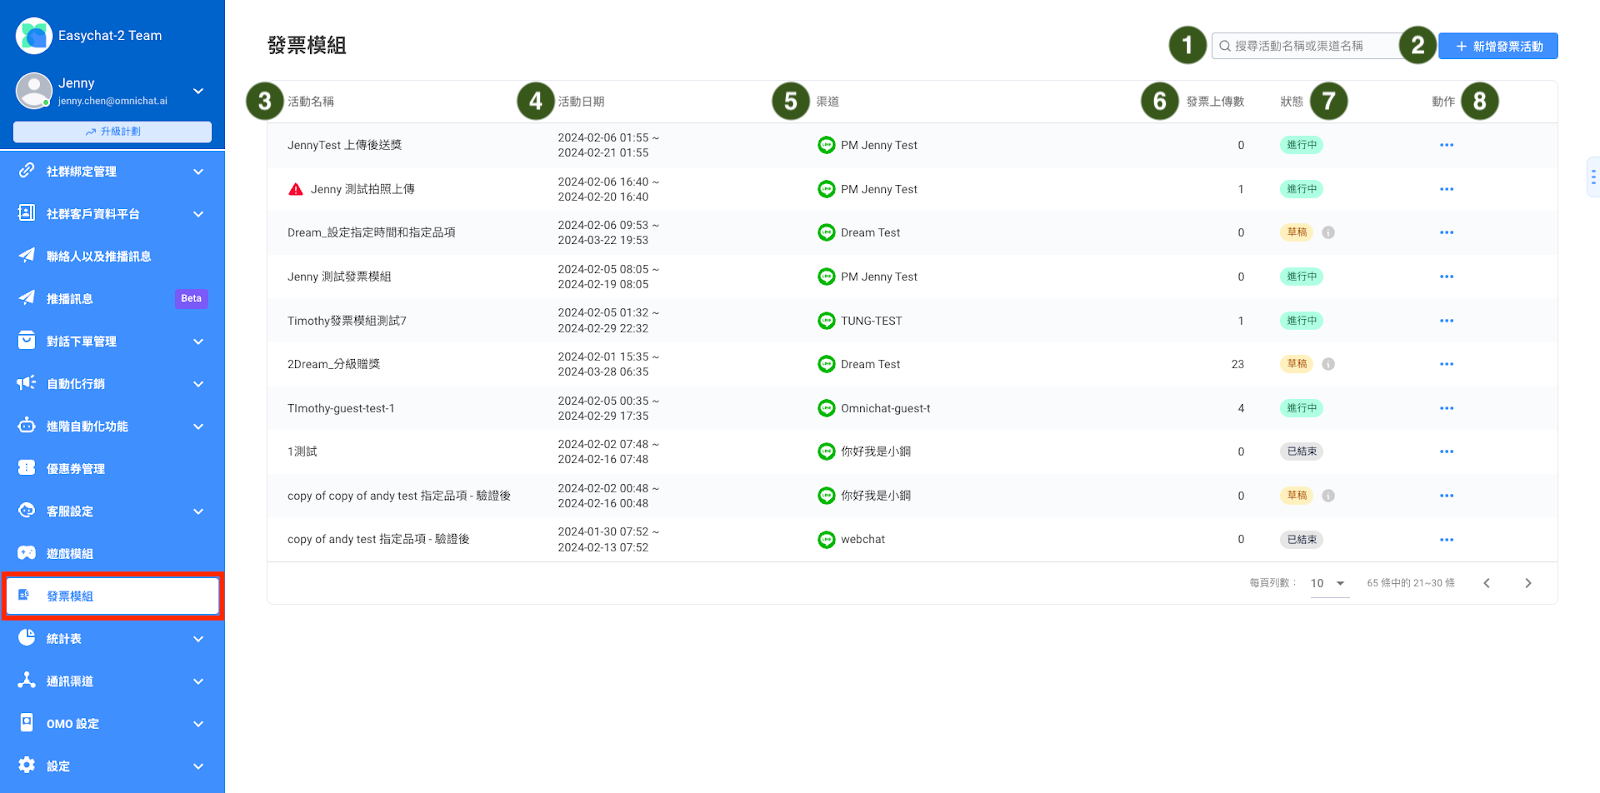 Easychat-2 Team
Jenny
jenny.chen@omnichat.ai
升級計劃
社群綁定管理
社群客戶資料平台
聯絡人以及推播訊息
推播訊息 Beta
對話下單管理
自動化行銷
進階自動化功能
優惠券管理
客服設定
遊戲模組
發票模組
統計表
通訊渠道
OMO 設定
設定
發票模組
1 搜尋活動名稱或渠道名稱 2 + 新增發票活動
3 活動名稱 4 活動日期 5 渠道 6 發票上傳數 狀態 7 動作 8
JennyTest 上傳後送獎 2024-02-06 01:55 ~ 2024-02-21 01:55 PM Jenny Test 0 進行中
Jenny 測試拍照上傳 2024-02-06 16:40 ~ 2024-02-20 16:40 PM Jenny Test 1 進行中
Dream_設定指定時間和指定品項 2024-02-06 09:53 ~ 2024-03-22 19:53 Dream Test 0 草稿
Jenny 測試發票模組 2024-02-05 08:05 ~ 2024-02-19 08:05 PM Jenny Test 0 進行中
Timothy發票模組測試7 2024-02-05 01:32 ~ 2024-02-29 22:32 TUNG-TEST 1 進行中
2Dream_分級贈獎 2024-02-01 15:35 ~ 2024-03-28 06:35 Dream Test 23 草稿
TImothy-guest-test-1 2024-02-05 00:35 ~ 2024-02-29 17:35 Omnichat-guest-t 4 進行中
1測試 2024-02-02 07:48 ~ 2024-02-16 07:48 你好我是小鋼 0 已結束
copy of copy of andy test 指定品項 - 驗證後 2024-02-02 00:48 ~ 2024-02-16 00:48 你好我是小鋼 0 草稿
copy of andy test 指定品項 - 驗證後 2024-01-30 07:52 ~ 2024-02-13 07:52 webchat 0 已結束
每頁列數： 10 65 條中的 21~30 條